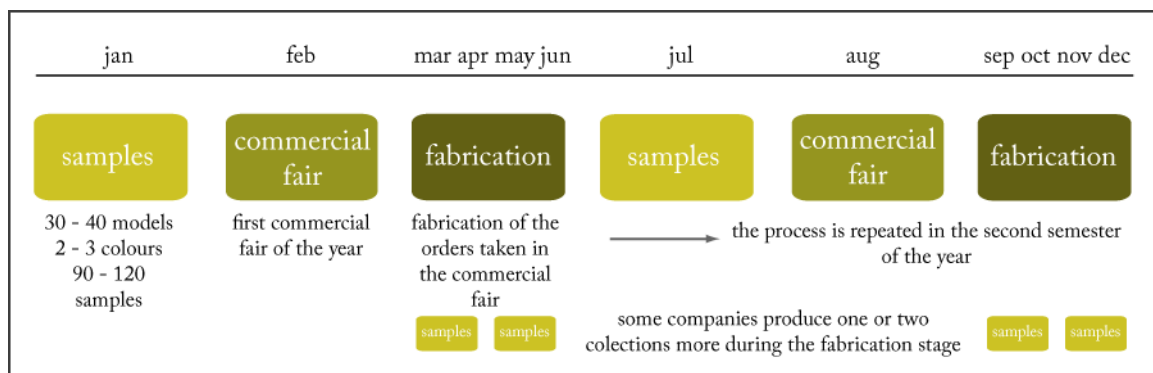 jan feb mar apr may jun jul aug sep oct nov dec
samples
commercial
fair
fabrication
samples
commercial
fair
fabrication
30 - 40 models
2 - 3 colours
90 - 120
samples
first commercial
fair of the year
fabrication of the
orders taken in
the commercial
fair
the process is repeated in the second semester
of the year
samples samples
some companies produce one or two
colections more during the fabrication stage
samples samples